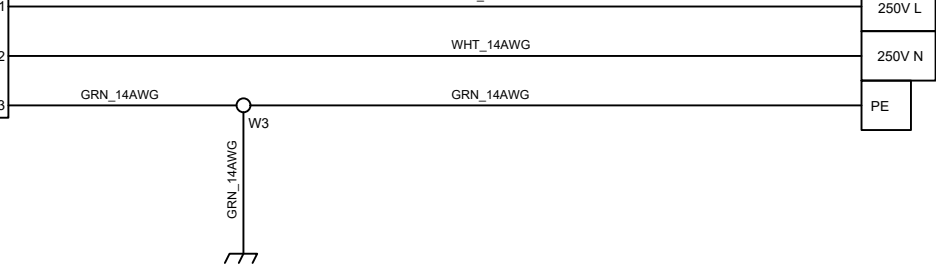 1
250V L
WHT_14AWG
2
250V N
GRN_14AWG
GRN_14AWG
3
PE
W3
GRN_14AWG